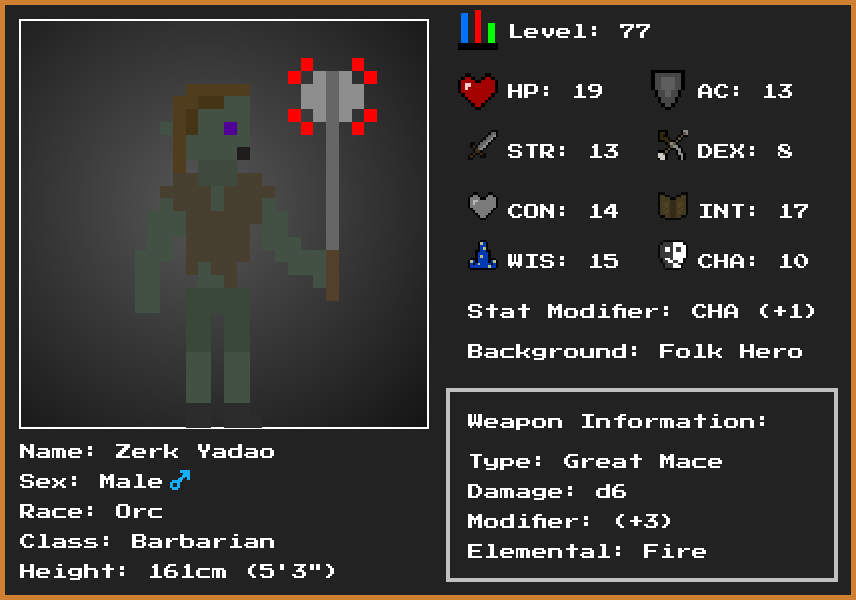 Level: 77
HP: 19
AC: 13
STR: 13
DEX: 8
CON: 14
INT: 17
WIS: 15
CHA: 10
Stat Modifier: CHA (+1)
Background: Folk Hero
Weapon Information:
Type: Great Mace
Damage: d6
Modifier: (+3)
Elemental: Fire
Name: Zerk Yadao
Sex: Male ♂
Race: Orc
Class: Barbarian
Height: 161cm (5'3")